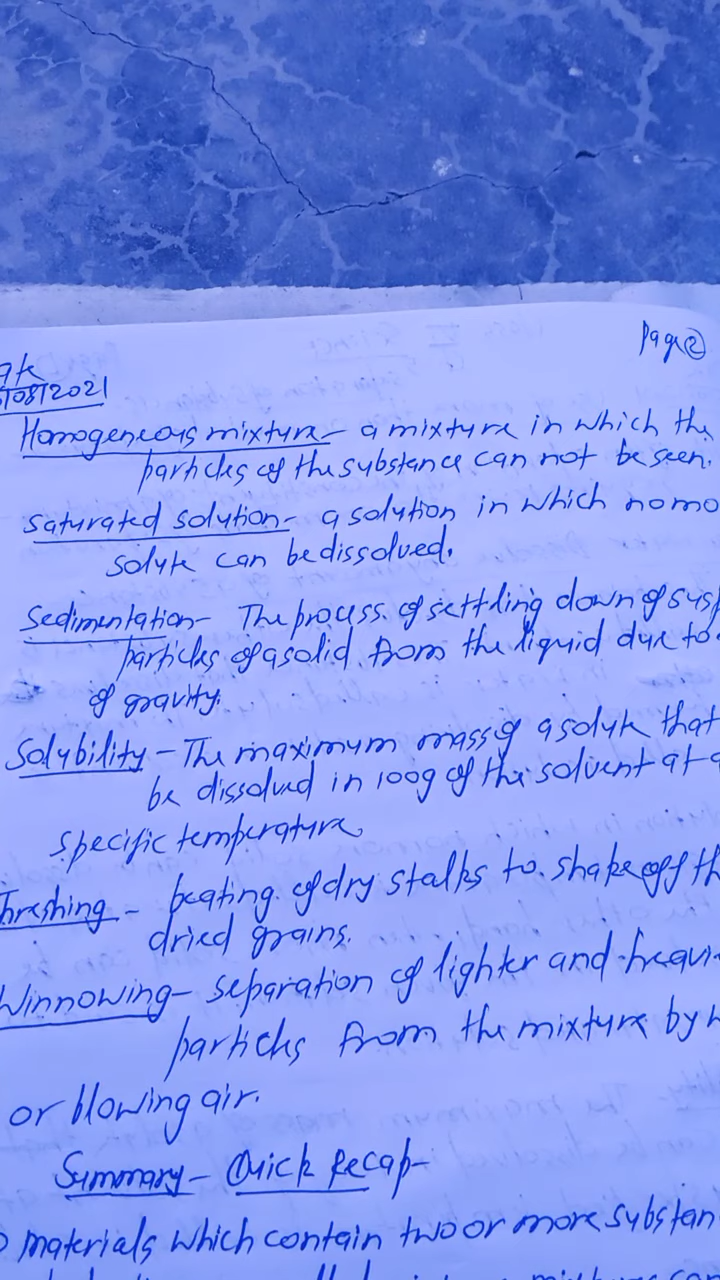 Page 2
08/2021
Homogeneous mixture - a mixture in which the
particles of the substance can not be seen.
Saturated solution - a solution in which no mo
solute can be dissolved.
Sedimentation - The process of settling down of susp
particles of a solid from the liquid due to
of gravity.
Solubility - The maximum mass of a solute that
be dissolved in 100g of the solvent at a
specific temperature
Threshing - beating of dry stalks to shake off th
dried grains.
Winnowing - separation of lighter and heavi
particles from the mixture by w
or blowing air.
Summary - Quick Recap -
materials which contain two or more substan